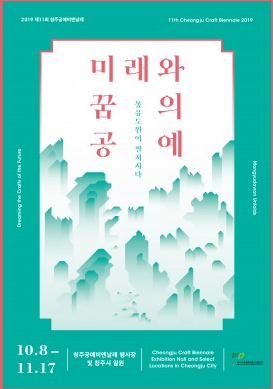 2019 제11회 청주공예비엔날레
11th Cheongju Craft Biennale 2019
미래와
꿈의
공예
몽유도원이 펼쳐지다
Dreaming the Crafts of the Future
Mongyudowon Unfolds
10.8 –
11.17
청주공예비엔날레 행사장
및 청주시 일원
Cheongju Craft Biennale
Exhibition Hall and Select
Locations in Cheongju City